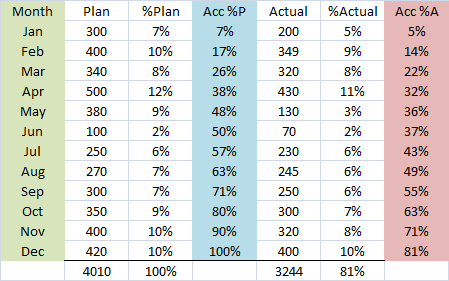 Month Plan %Plan Acc %P Actual %Actual Acc %A
Jan 300 7% 7% 200 5% 5%
Feb 400 10% 17% 349 9% 14%
Mar 340 8% 26% 320 8% 22%
Apr 500 12% 38% 430 11% 32%
May 380 9% 48% 130 3% 36%
Jun 100 2% 50% 70 2% 37%
Jul 250 6% 57% 230 6% 43%
Aug 270 7% 63% 245 6% 49%
Sep 300 7% 71% 250 6% 55%
Oct 350 9% 80% 300 7% 63%
Nov 400 10% 90% 320 8% 71%
Dec 420 10% 100% 400 10% 81%
4010 100% 3244 81%